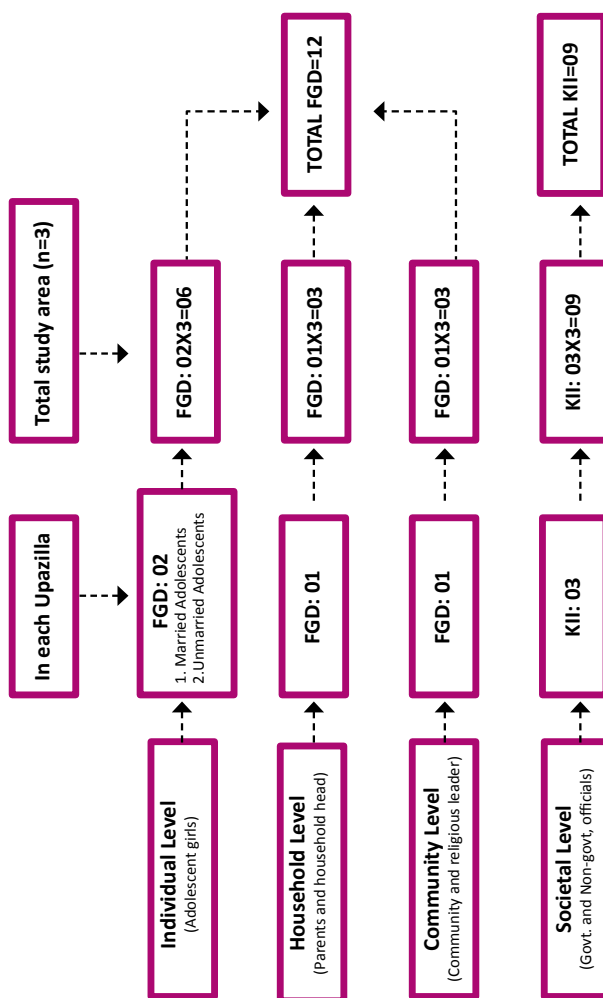 In each Upazilla
Total study area (n=3)
Individual Level
(Adolescent girls)
FGD: 02
1. Married Adolescents
2.Unmarried Adolescents
FGD: 02X3=06
Household Level
(Parents and household head)
FGD: 01
FGD: 01X3=03
TOTAL FGD=12
Community Level
(Community and religious leader)
FGD: 01
FGD: 01X3=03
Societal Level
(Govt. and Non-govt, officials)
KII: 03
KII: 03X3=09
TOTAL KII=09